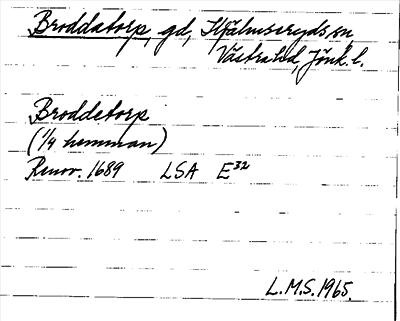 Broddatorp, gd, Hjälmseryds sn,
Västra hd, Jönk. l.
Broddetorp
(1/4 hemman)
Renov. 1689 LSA E32
L.M.S. 1965.